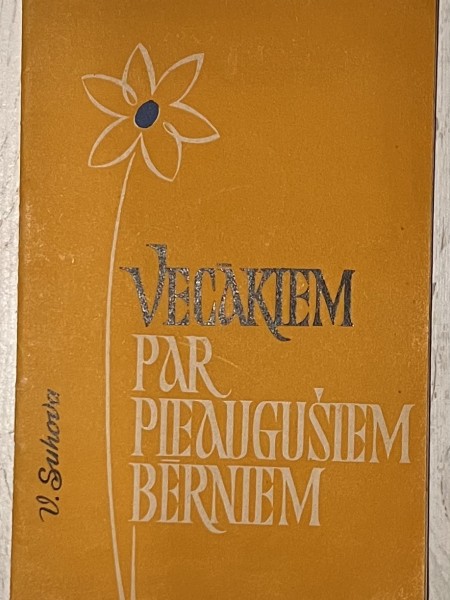 VECĀKIEM
PAR
PIEAUGUŠIEM
BĒRNIEM
V. Suhova